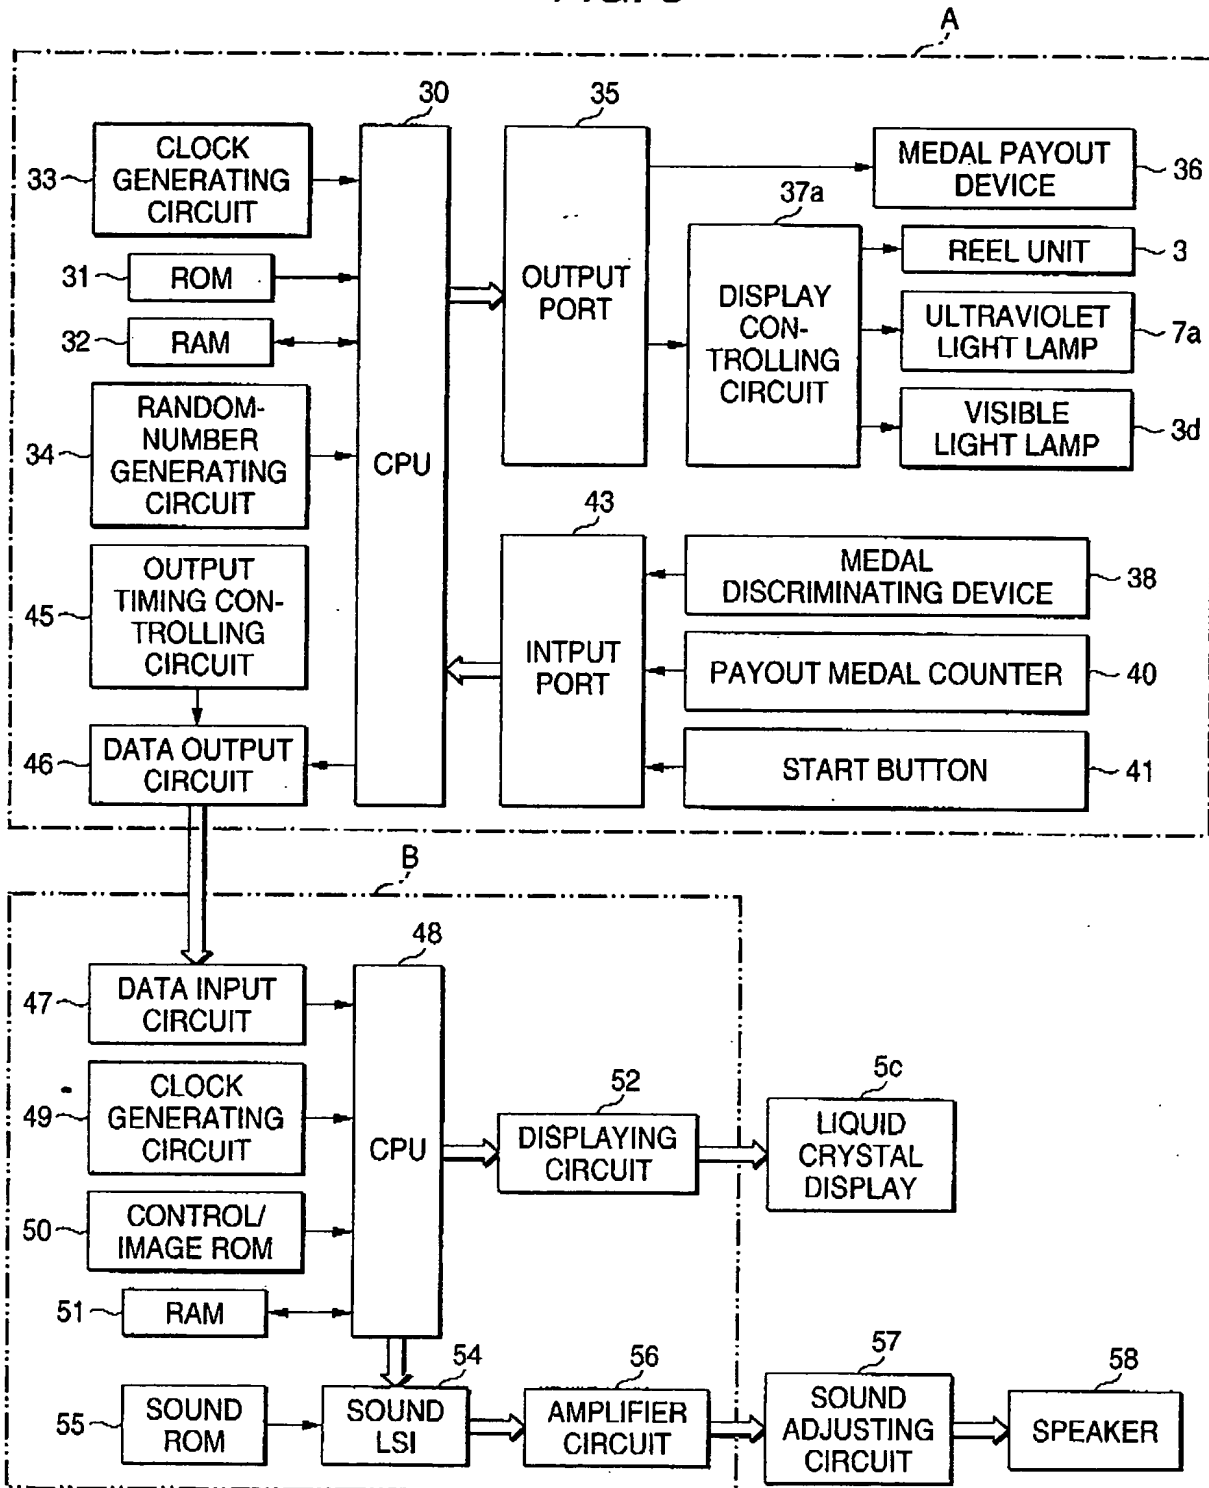 A
30
35
CLOCK
GENERATING
CIRCUIT
33
MEDAL PAYOUT
DEVICE
36
37a
REEL UNIT
3
ROM
31
OUTPUT
PORT
DISPLAY
CON-
TROLLING
CIRCUIT
ULTRAVIOLET
LIGHT LAMP
7a
RAM
32
RANDOM-
NUMBER
GENERATING
CIRCUIT
34
CPU
VISIBLE
LIGHT LAMP
3d
43
OUTPUT
TIMING CON-
TROLLING
CIRCUIT
45
MEDAL
DISCRIMINATING DEVICE
38
INTPUT
PORT
PAYOUT MEDAL COUNTER
40
DATA OUTPUT
CIRCUIT
46
START BUTTON
41
B
48
DATA INPUT
CIRCUIT
47
CLOCK
GENERATING
CIRCUIT
49
CPU
52
DISPLAYING
CIRCUIT
5c
LIQUID
CRYSTAL
DISPLAY
CONTROL/
IMAGE ROM
50
RAM
51
54
56
57
58
SOUND
ROM
55
SOUND
LSI
AMPLIFIER
CIRCUIT
SOUND
ADJUSTING
CIRCUIT
SPEAKER